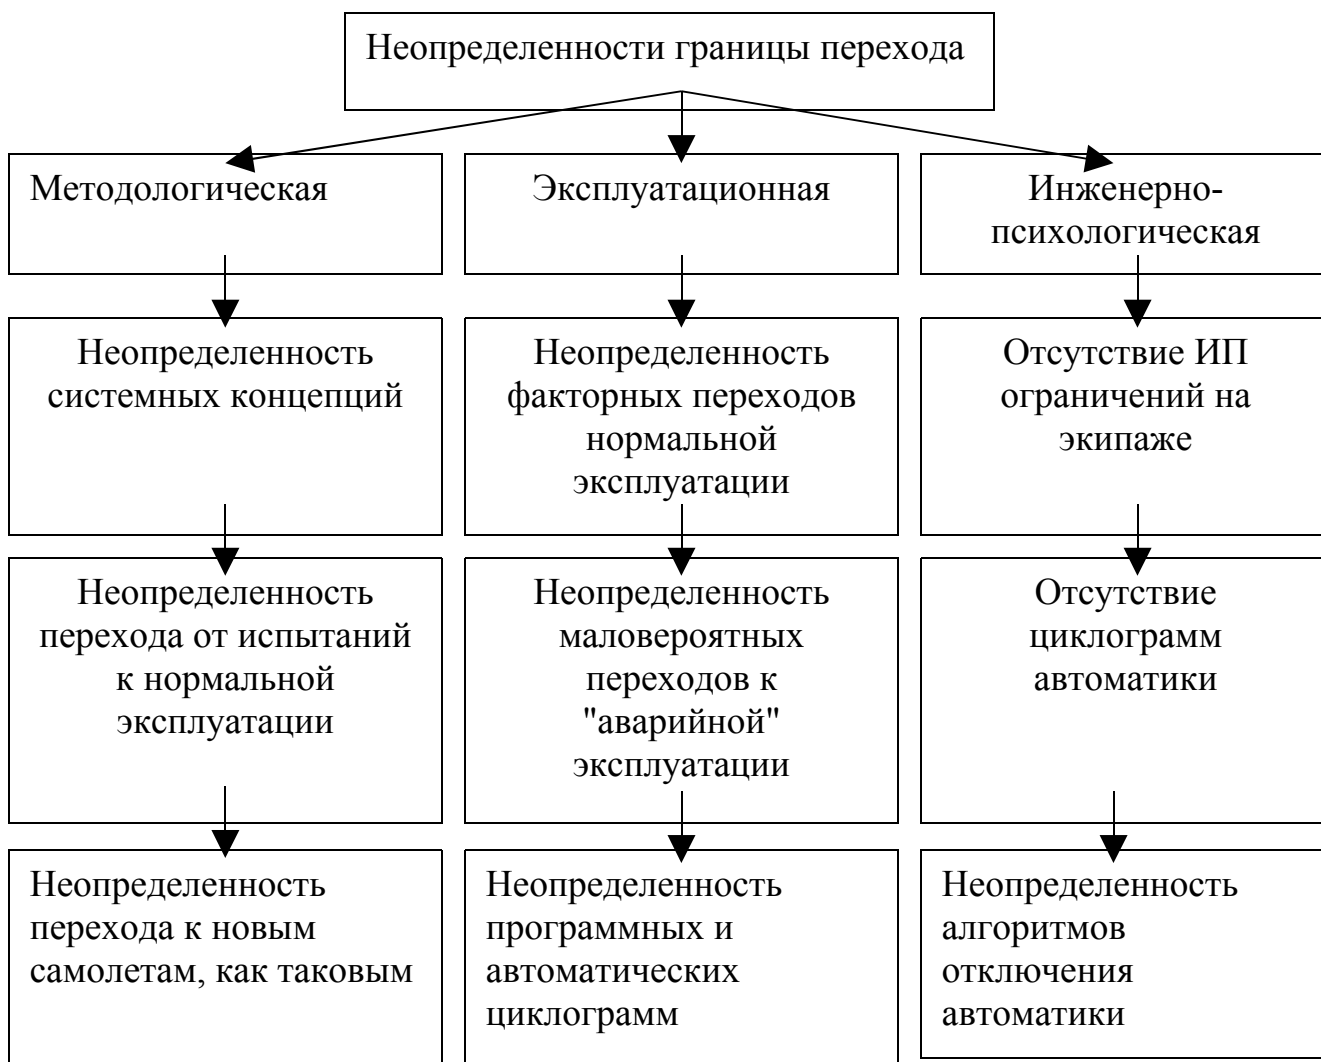 Неопределенности границы перехода
Методологическая
Эксплуатационная
Инженерно-
психологическая
Неопределенность
системных концепций
Неопределенность
факторных переходов
нормальной
эксплуатации
Отсутствие ИП
ограничений на
экипаже
Неопределенность
перехода от испытаний
к нормальной
эксплуатации
Неопределенность
маловероятных
переходов к
"аварийной"
эксплуатации
Отсутствие
циклограмм
автоматики
Неопределенность
перехода к новым
самолетам, как таковым
Неопределенность
программных и
автоматических
циклограмм
Неопределенность
алгоритмов
отключения
автоматики